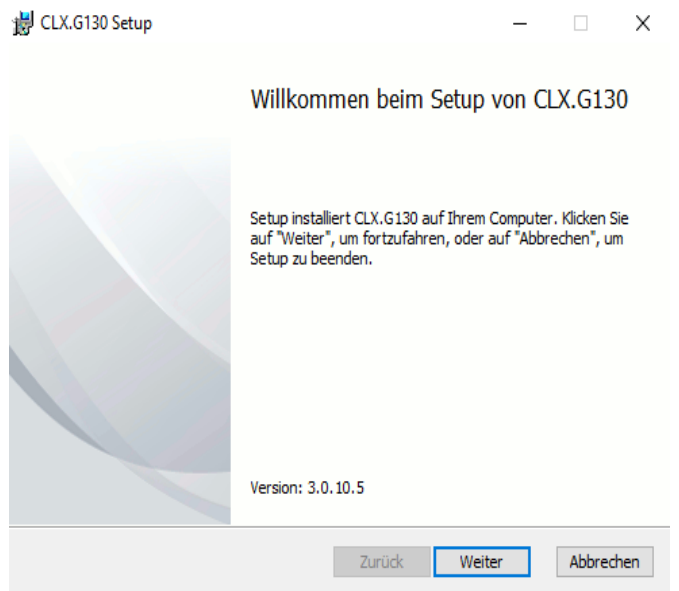 CLX.G130 Setup
Willkommen beim Setup von CLX.G130
Setup installiert CLX.G130 auf Ihrem Computer. Klicken Sie
auf "Weiter", um fortzufahren, oder auf "Abbrechen", um
Setup zu beenden.
Version: 3.0.10.5
Zurück Weiter Abbrechen